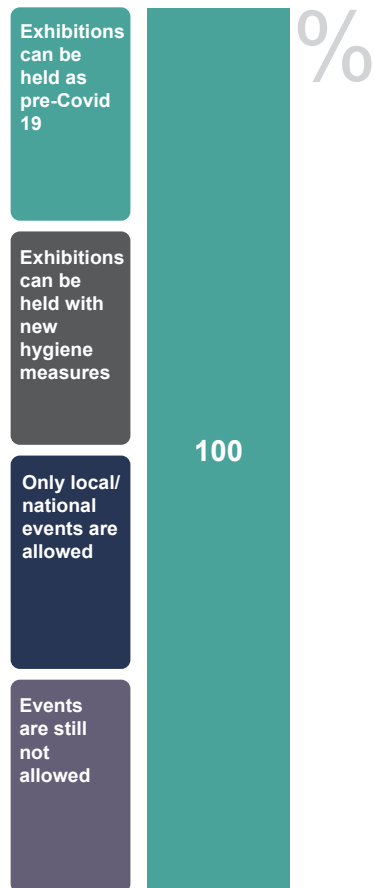 Exhibitions
can be
held as
pre-Covid
19
%
Exhibitions
can be
held with
new
hygiene
measures
100
Only local/
national
events are
allowed
Events
are still
not
allowed